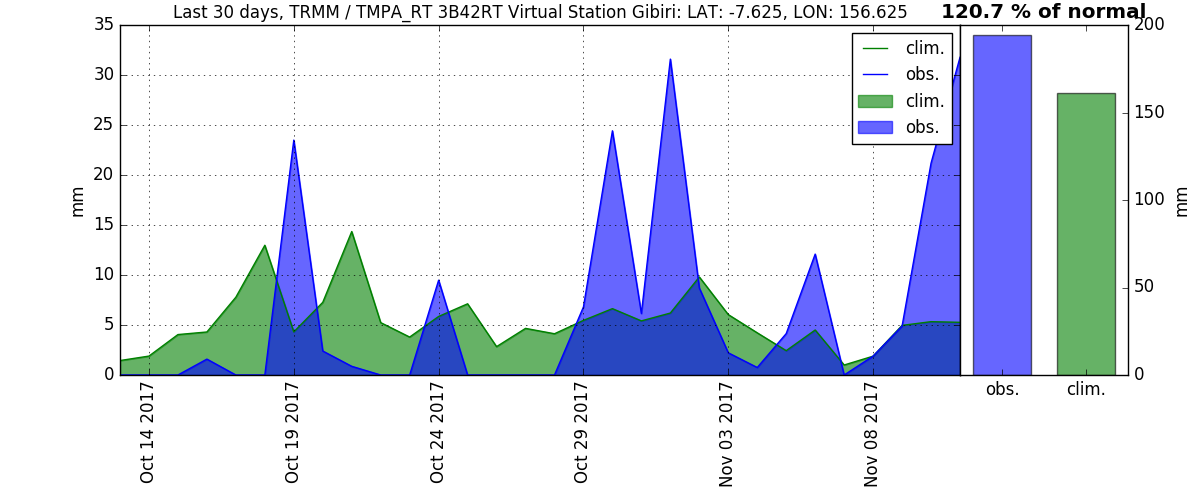 Last 30 days, TRMM / TMPA_RT 3B42RT Virtual Station Gibiri: LAT: -7.625, LON: 156.625
120.7 % of normal
35
30
25
20
15
10
5
0
mm
clim.
obs.
clim.
obs.
Oct 14 2017
Oct 19 2017
Oct 24 2017
Oct 29 2017
Nov 03 2017
Nov 08 2017
200
150
100
50
0
mm
obs.
clim.